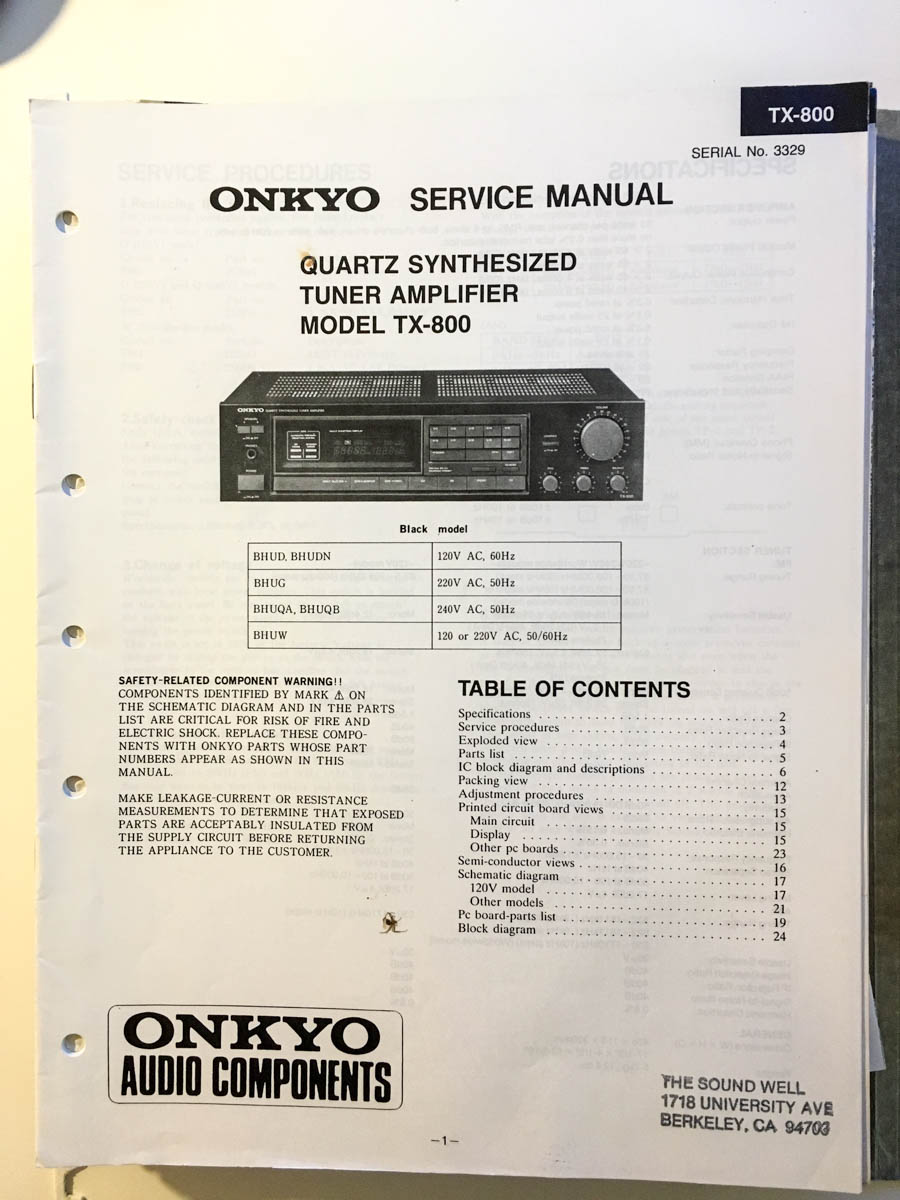 TX-800
SERIAL No. 3329
ONKYO SERVICE MANUAL
QUARTZ SYNTHESIZED
TUNER AMPLIFIER
MODEL TX-800
ONKYO QUARTZ SYNTHESIZED TUNER AMPLIFIER
TX-800
Black model
BHUD, BHUDN 120V AC, 60Hz
BHUG 220V AC, 50Hz
BHUQA, BHUQB 240V AC, 50Hz
BHUW 120 or 220V AC, 50/60Hz
SAFETY-RELATED COMPONENT WARNING!!
COMPONENTS IDENTIFIED BY MARK ⚠ ON
THE SCHEMATIC DIAGRAM AND IN THE PARTS
LIST ARE CRITICAL FOR RISK OF FIRE AND
ELECTRIC SHOCK. REPLACE THESE COMPO-
NENTS WITH ONKYO PARTS WHOSE PART
NUMBERS APPEAR AS SHOWN IN THIS
MANUAL.
MAKE LEAKAGE-CURRENT OR RESISTANCE
MEASUREMENTS TO DETERMINE THAT EXPOSED
PARTS ARE ACCEPTABLY INSULATED FROM
THE SUPPLY CIRCUIT BEFORE RETURNING
THE APPLIANCE TO THE CUSTOMER.
TABLE OF CONTENTS
Specifications . . . . . 2
Service procedures . . . . . 3
Exploded view . . . . . 4
Parts list . . . . . 5
IC block diagram and descriptions . . . . . 6
Packing view . . . . . 12
Adjustment procedures . . . . . 13
Printed circuit board views . . . . . 15
Main circuit . . . . . 15
Display . . . . . 15
Other pc boards . . . . . 23
Semi-conductor views . . . . . 16
Schematic diagram . . . . . 17
120V model . . . . . 17
Other models . . . . . 21
Pc board-parts list . . . . . 19
Block diagram . . . . . 24
ONKYO
AUDIO COMPONENTS
THE SOUND WELL
1718 UNIVERSITY AVE
BERKELEY, CA 94703
—1—